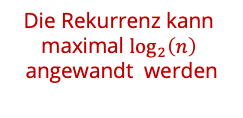 Die Rekurrenz kann
maximal log₂(n)
angewandt werden